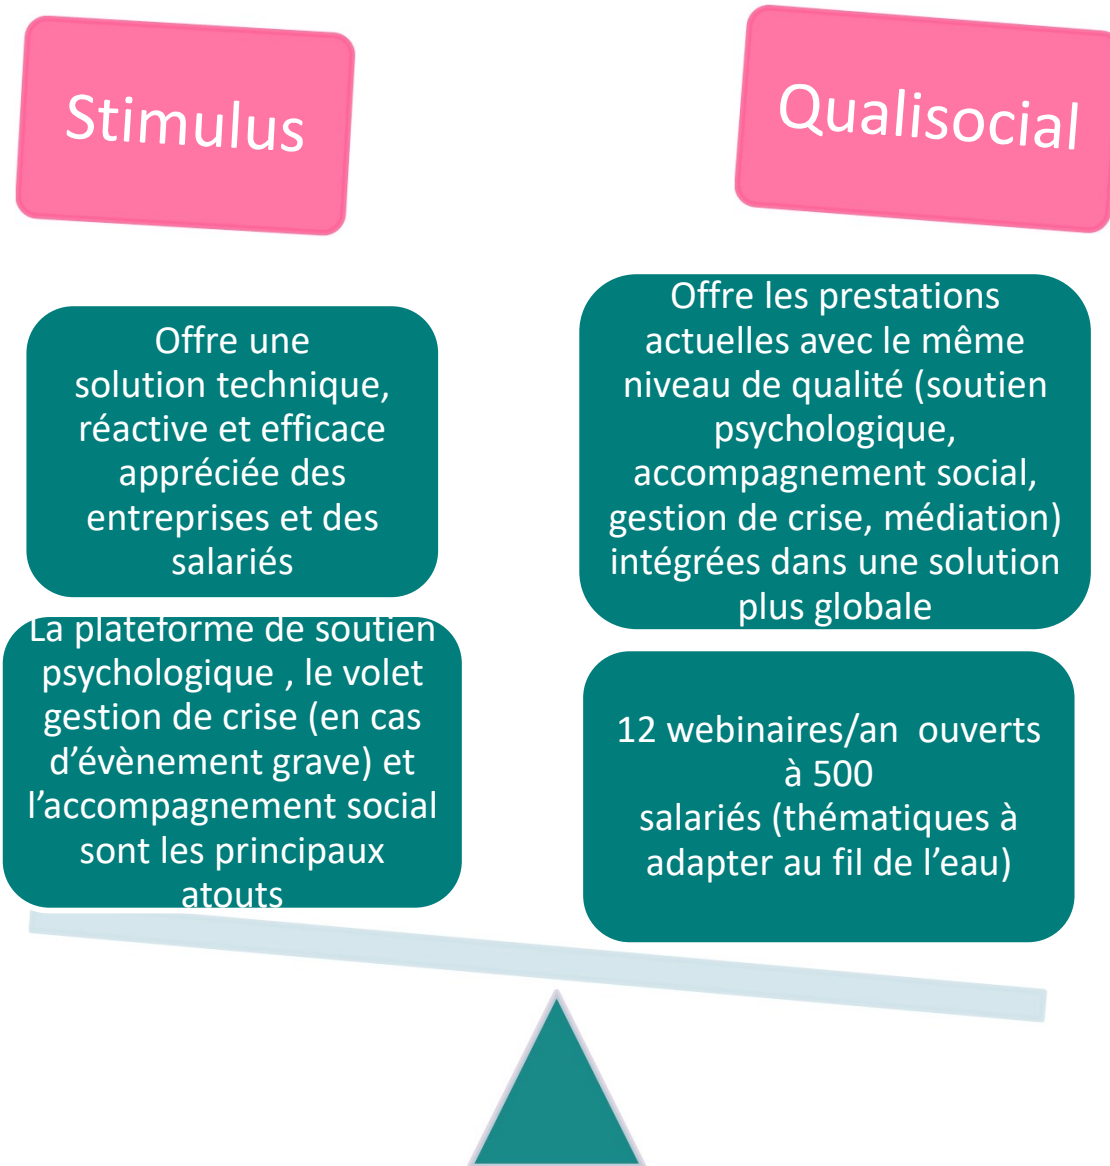 Stimulus
Offre une
solution technique,
réactive et efficace
appréciée des
entreprises et des
salariés
La plateforme de soutien
psychologique , le volet
gestion de crise (en cas
d’évènement grave) et
l’accompagnement social
sont les principaux
atouts
Qualisocial
Offre les prestations
actuelles avec le même
niveau de qualité (soutien
psychologique,
accompagnement social,
gestion de crise, médiation)
intégrées dans une solution
plus globale
12 webinaires/an  ouverts
à 500
salariés (thématiques à
adapter au fil de l’eau)